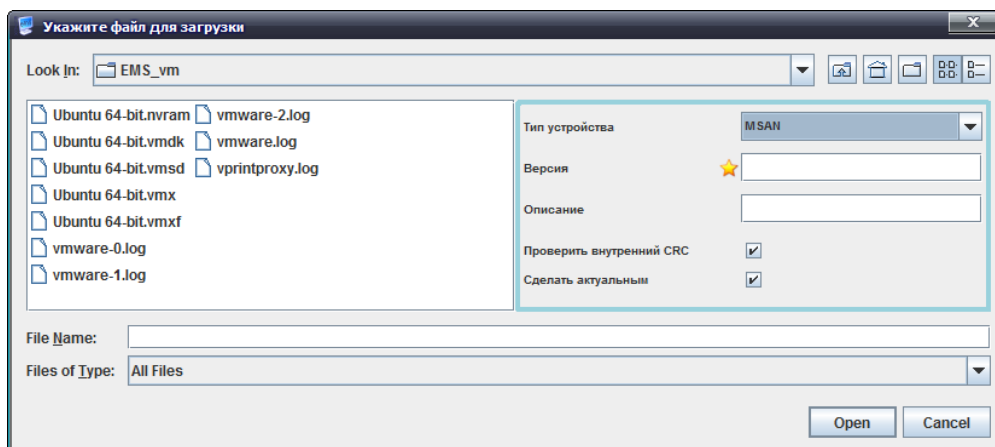 Укажите файл для загрузки
Look In: EMS_vm
Ubuntu 64-bit.nvram vmware-2.log
Ubuntu 64-bit.vmdk vmware.log
Ubuntu 64-bit.vmsd vprintproxy.log
Ubuntu 64-bit.vmx
Ubuntu 64-bit.vmxf
vmware-0.log
vmware-1.log
Тип устройства MSAN
Версия
Описание
Проверить внутренний CRC
Сделать актуальным
File Name:
Files of Type: All Files
Open Cancel